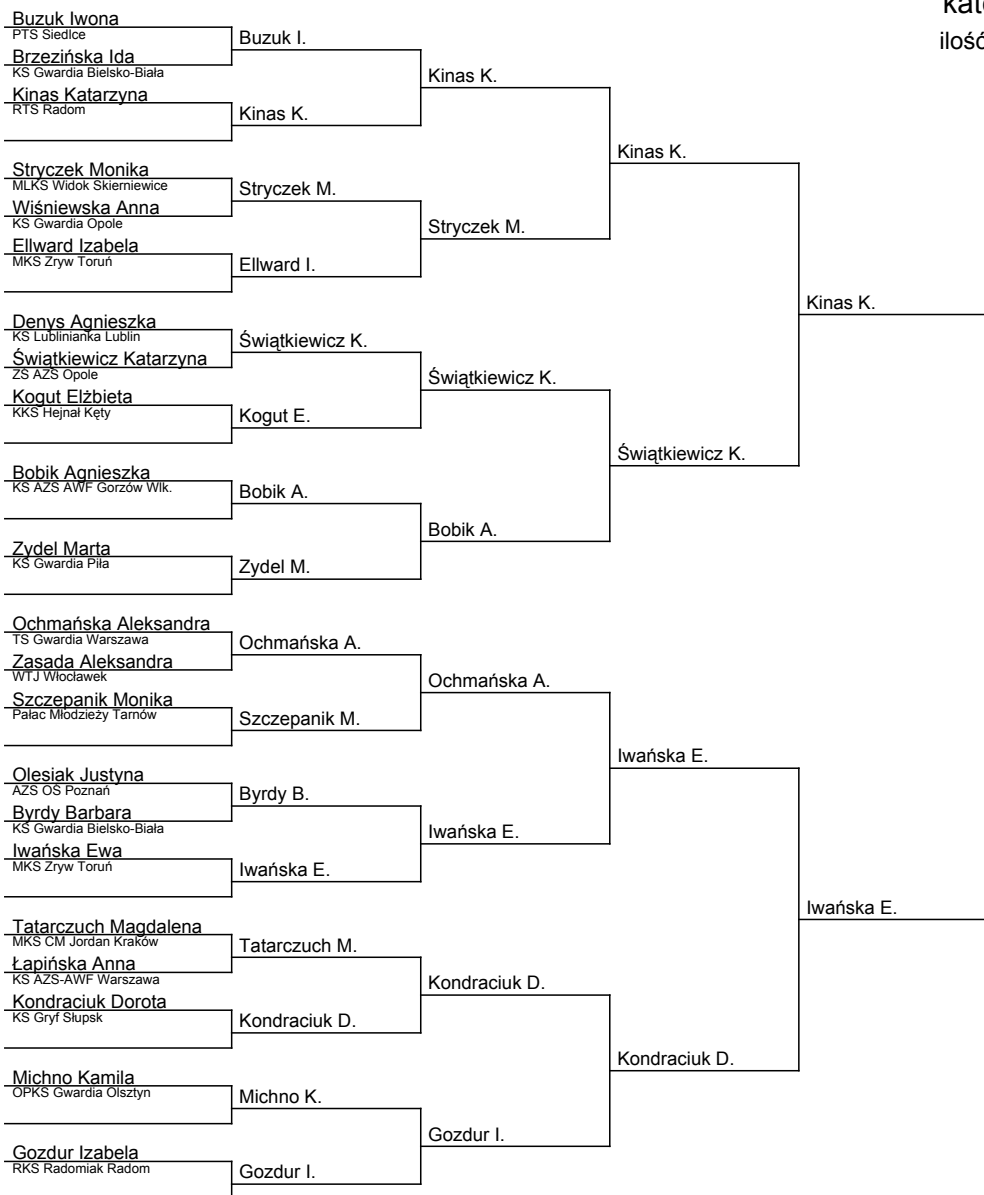 kat
ilość
Buzuk Iwona
PTS Siedlce
Buzuk I.
Brzezińska Ida
KS Gwardia Bielsko-Biała
Kinas K.
Kinas Katarzyna
RTS Radom
Kinas K.
Kinas K.
Stryczek Monika
MLKS Widok Skierniewice
Stryczek M.
Wiśniewska Anna
KS Gwardia Opole
Stryczek M.
Ellward Izabela
MKS Zryw Toruń
Ellward I.
Kinas K.
Denys Agnieszka
KS Lublinianka Lublin
Świątkiewicz K.
Świątkiewicz Katarzyna
ZS AZS Opole
Świątkiewicz K.
Kogut Elżbieta
KKS Hejnał Kęty
Kogut E.
Świątkiewicz K.
Bobik Agnieszka
KS AZS AWF Gorzów Wlk.
Bobik A.
Bobik A.
Zydel Marta
KS Gwardia Piła
Zydel M.
Ochmańska Aleksandra
TS Gwardia Warszawa
Ochmańska A.
Zasada Aleksandra
WTJ Włocławek
Ochmańska A.
Szczepanik Monika
Pałac Młodzieży Tarnów
Szczepanik M.
Iwańska E.
Olesiak Justyna
AZS OŚ Poznań
Byrdy B.
Byrdy Barbara
KS Gwardia Bielsko-Biała
Iwańska E.
Iwańska Ewa
MKS Zryw Toruń
Iwańska E.
Iwańska E.
Tatarczuch Magdalena
MKS CM Jordan Kraków
Tatarczuch M.
Łapińska Anna
KS AZS-AWF Warszawa
Kondraciuk D.
Kondraciuk Dorota
KS Gryf Słupsk
Kondraciuk D.
Kondraciuk D.
Michno Kamila
OPKS Gwardia Olsztyn
Michno K.
Gozdur I.
Gozdur Izabela
RKS Radomiak Radom
Gozdur I.